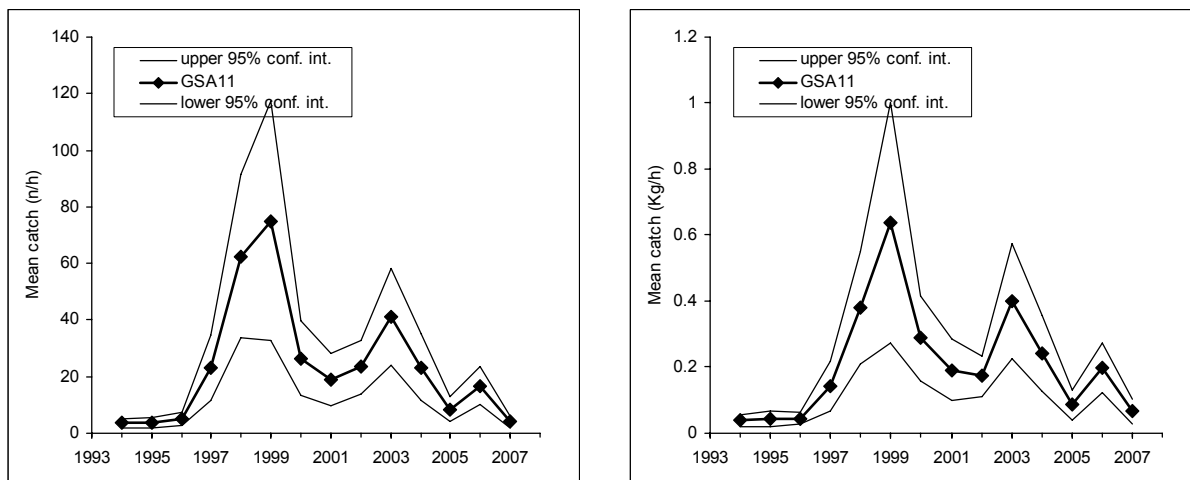 140
120
100
80
60
40
20
0
Mean catch (n/h)
upper 95% conf. int.
GSA11
lower 95% conf. int.
1993 1995 1997 1999 2001 2003 2005 2007
1.2
1
0.8
0.6
0.4
0.2
0
Mean catch (Kg/h)
upper 95% conf. int.
GSA11
lower 95% conf. int.
1993 1995 1997 1999 2001 2003 2005 2007